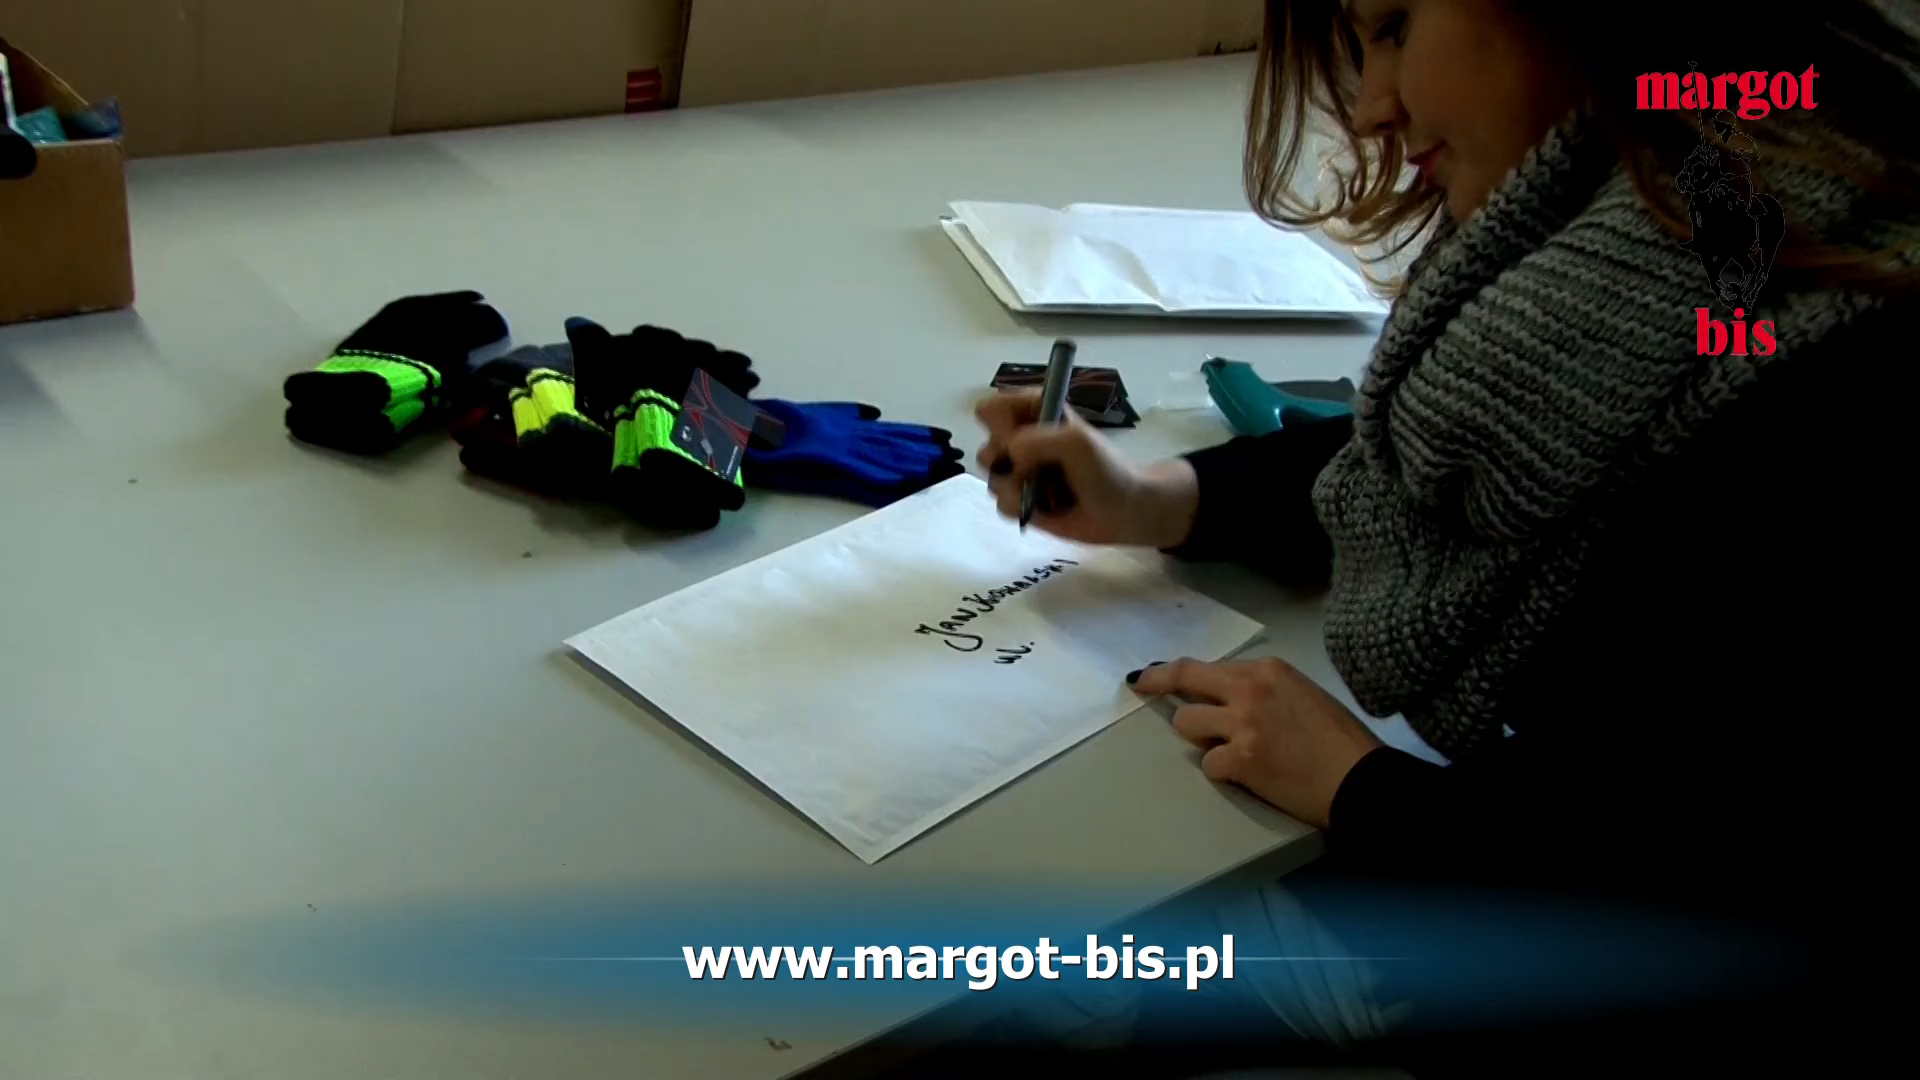 margot
bis
Jan Kowalski
ul.
www.margot-bis.pl